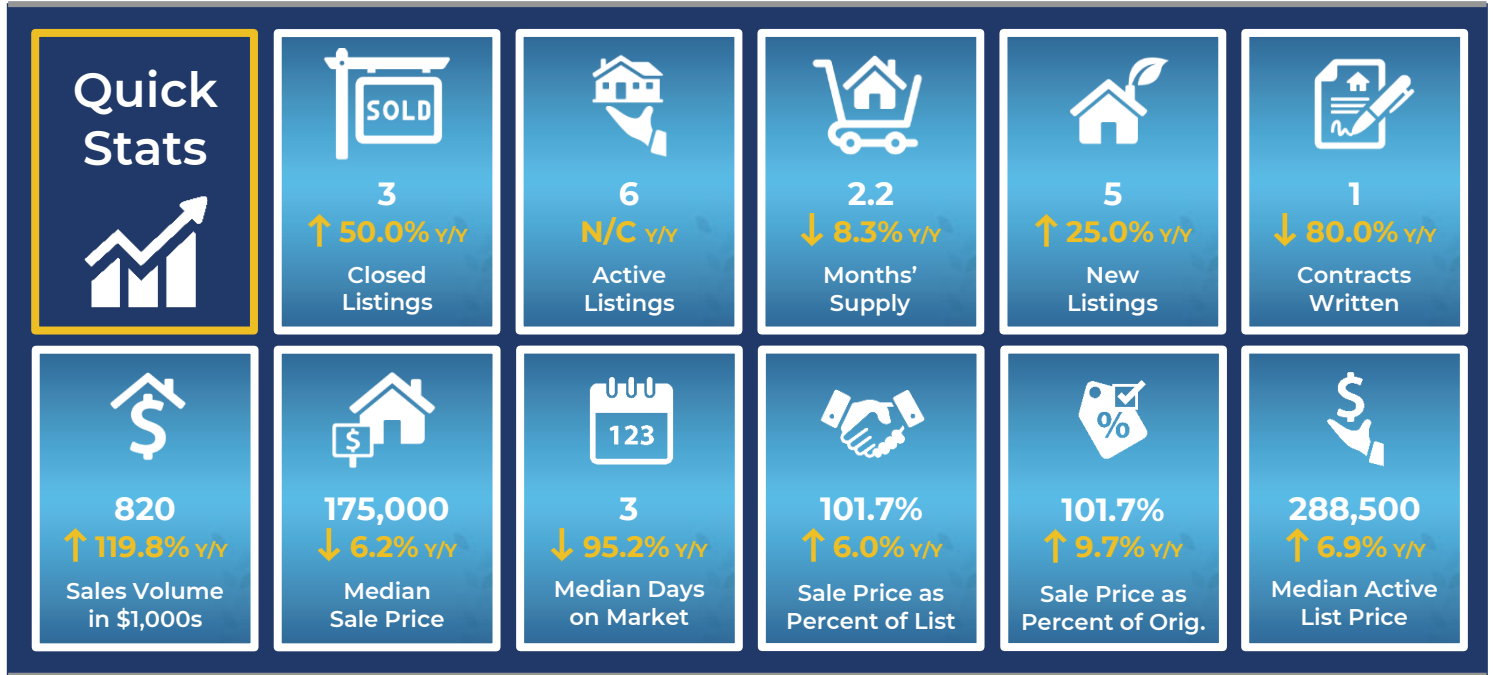 Quick
Stats
SOLD
3
↑ 50.0% Y/Y
Closed
Listings
6
N/C Y/Y
Active
Listings
2.2
↓ 8.3% Y/Y
Months’
Supply
5
↑ 25.0% Y/Y
New
Listings
1
↓ 80.0% Y/Y
Contracts
Written
$
820
↑ 119.8% Y/Y
Sales Volume
in $1,000s
$
175,000
↓ 6.2% Y/Y
Median
Sale Price
123
3
↓ 95.2% Y/Y
Median Days
on Market
101.7%
↑ 6.0% Y/Y
Sale Price as
Percent of List
%
101.7%
↑ 9.7% Y/Y
Sale Price as
Percent of Orig.
$
288,500
↑ 6.9% Y/Y
Median Active
List Price